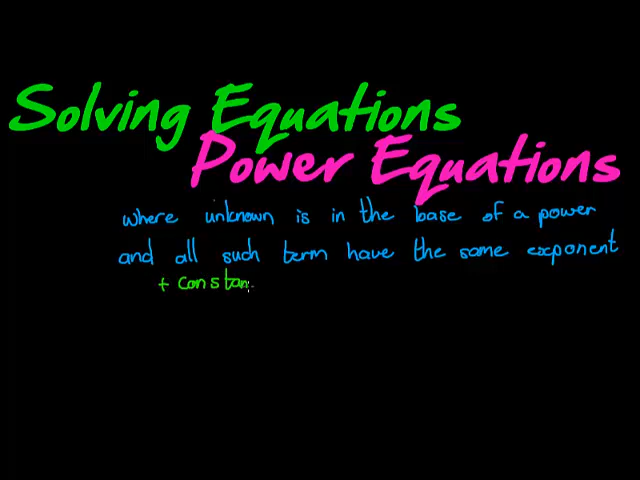 Solving Equations
Power Equations
where unknown is in the base of a power
and all such term have the same exponent
+ constan